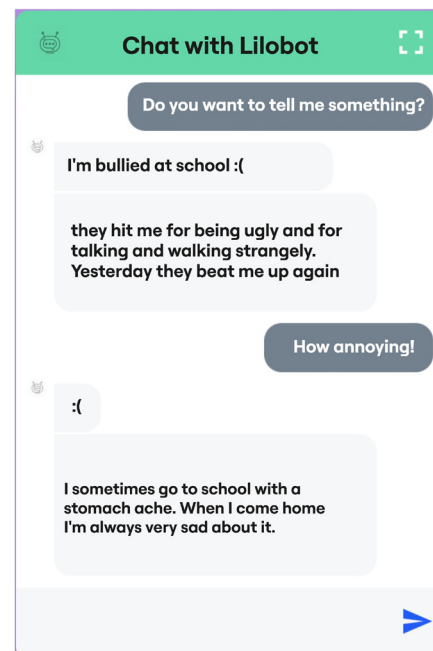 Chat with Lilobot
Do you want to tell me something?
I'm bullied at school :(
they hit me for being ugly and for
talking and walking strangely.
Yesterday they beat me up again
How annoying!
:(
I sometimes go to school with a
stomach ache. When I come home
I'm always very sad about it.